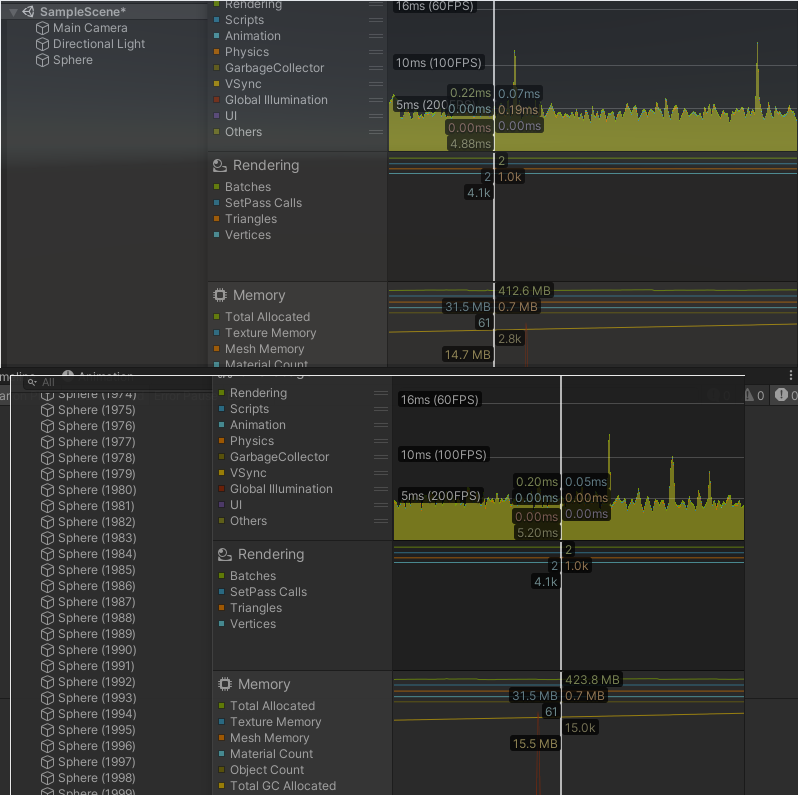 SampleScene*
Main Camera
Directional Light
Sphere
Rendering
Scripts
Animation
Physics
GarbageCollector
VSync
Global Illumination
UI
Others
16ms (60FPS)
10ms (100FPS)
5ms (200FPS)
0.22ms 0.07ms
0.00ms 0.19ms
0.00ms 0.00ms
4.88ms
Rendering
Batches
SetPass Calls
Triangles
Vertices
2
2 1.0k
4.1k
Memory
Total Allocated
Texture Memory
Mesh Memory
Material Count
412.6 MB
31.5 MB 0.7 MB
61
2.8k
14.7 MB
Animation
All
0
0
Sphere (1974)
Sphere (1975)
Sphere (1976)
Sphere (1977)
Sphere (1978)
Sphere (1979)
Sphere (1980)
Sphere (1981)
Sphere (1982)
Sphere (1983)
Sphere (1984)
Sphere (1985)
Sphere (1986)
Sphere (1987)
Sphere (1988)
Sphere (1989)
Sphere (1990)
Sphere (1991)
Sphere (1992)
Sphere (1993)
Sphere (1994)
Sphere (1995)
Sphere (1996)
Sphere (1997)
Sphere (1998)
Sphere (1999)
Rendering
Scripts
Animation
Physics
GarbageCollector
VSync
Global Illumination
UI
Others
16ms (60FPS)
10ms (100FPS)
5ms (200FPS)
0.20ms 0.05ms
0.00ms 0.00ms
0.00ms 0.00ms
5.20ms
Rendering
Batches
SetPass Calls
Triangles
Vertices
2
2 1.0k
4.1k
Memory
Total Allocated
Texture Memory
Mesh Memory
Material Count
Object Count
Total GC Allocated
423.8 MB
31.5 MB 0.7 MB
61
15.0k
15.5 MB